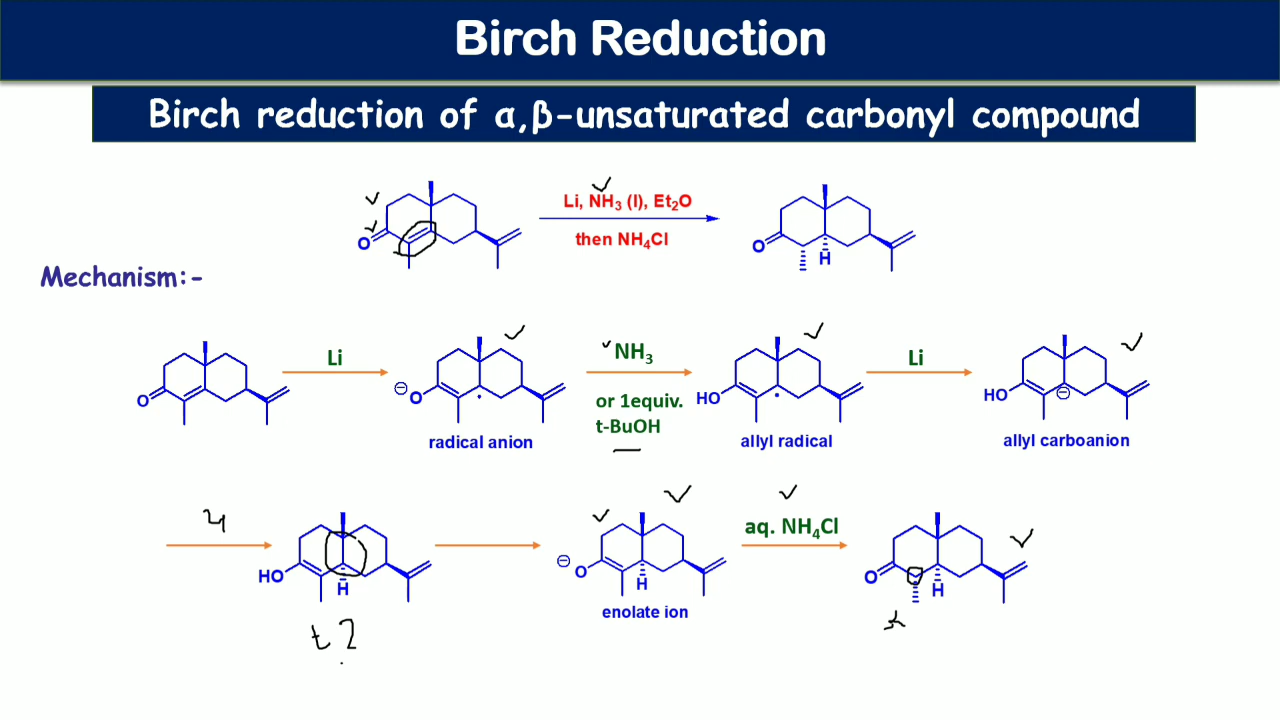 Birch Reduction
Birch reduction of α,β-unsaturated carbonyl compound
Li, NH₃ (l), Et₂O
then NH₄Cl
O
O
H
Mechanism:-
Li
NH₃
or 1equiv.
t-BuOH
Li
O
⊖
O
HO
HO
⊖
radical anion
allyl radical
allyl carboanion
aq. NH₄Cl
HO
H
⊖
O
H
O
H
enolate ion
t ?